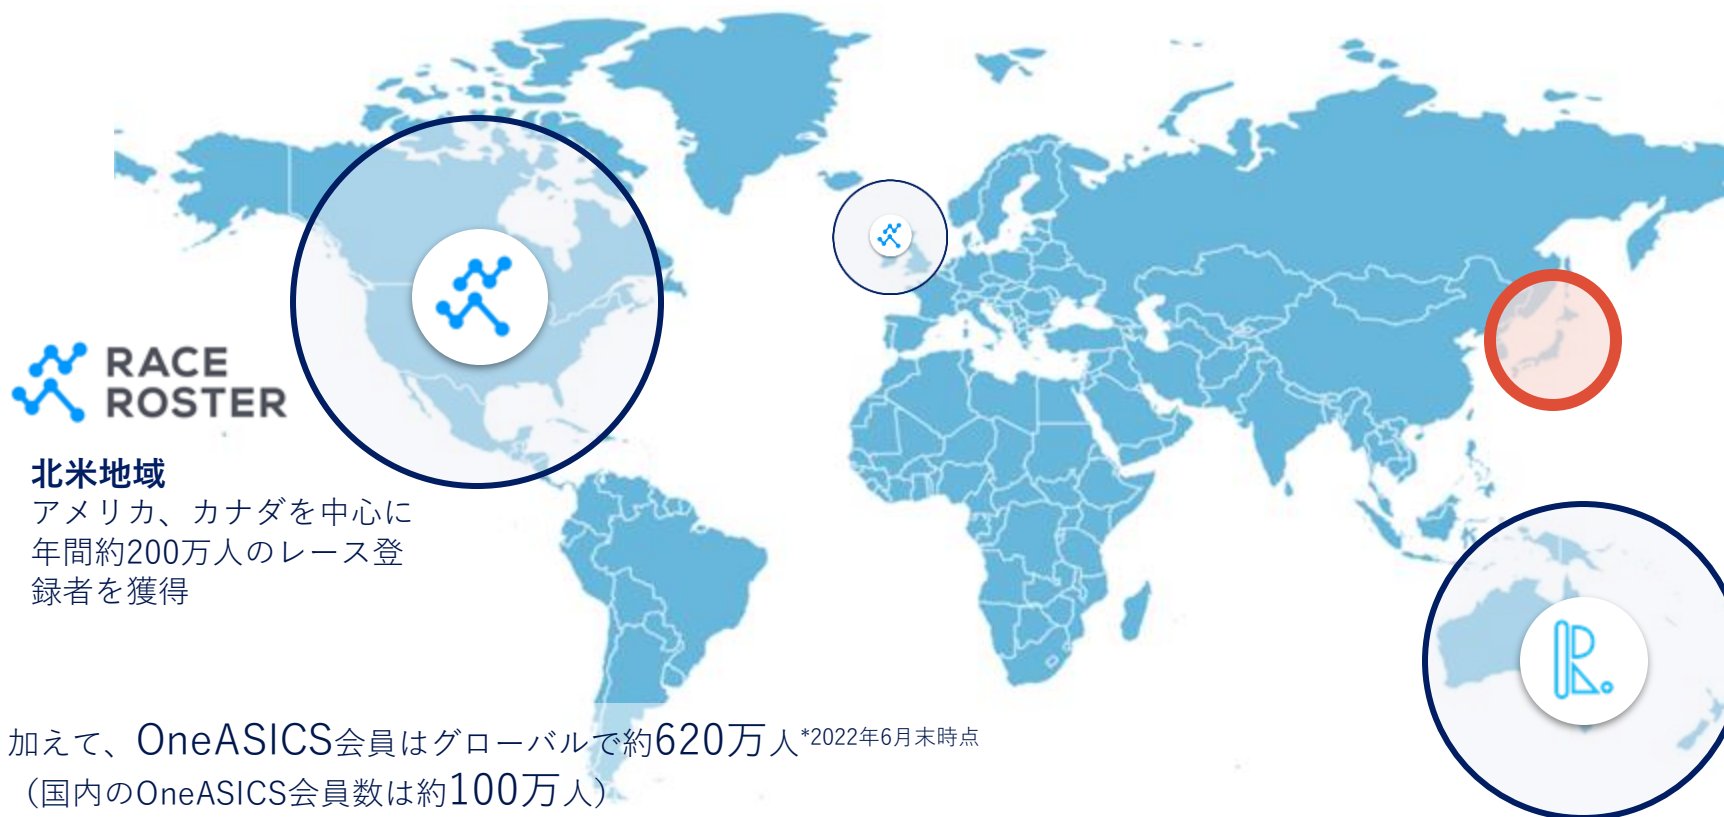 RACE
ROSTER
北米地域
アメリカ、カナダを中心に
年間約200万人のレース登
録者を獲得
加えて、OneASICS会員はグローバルで約620万人*2022年6月末時点
（国内のOneASICS会員数は約100万人）